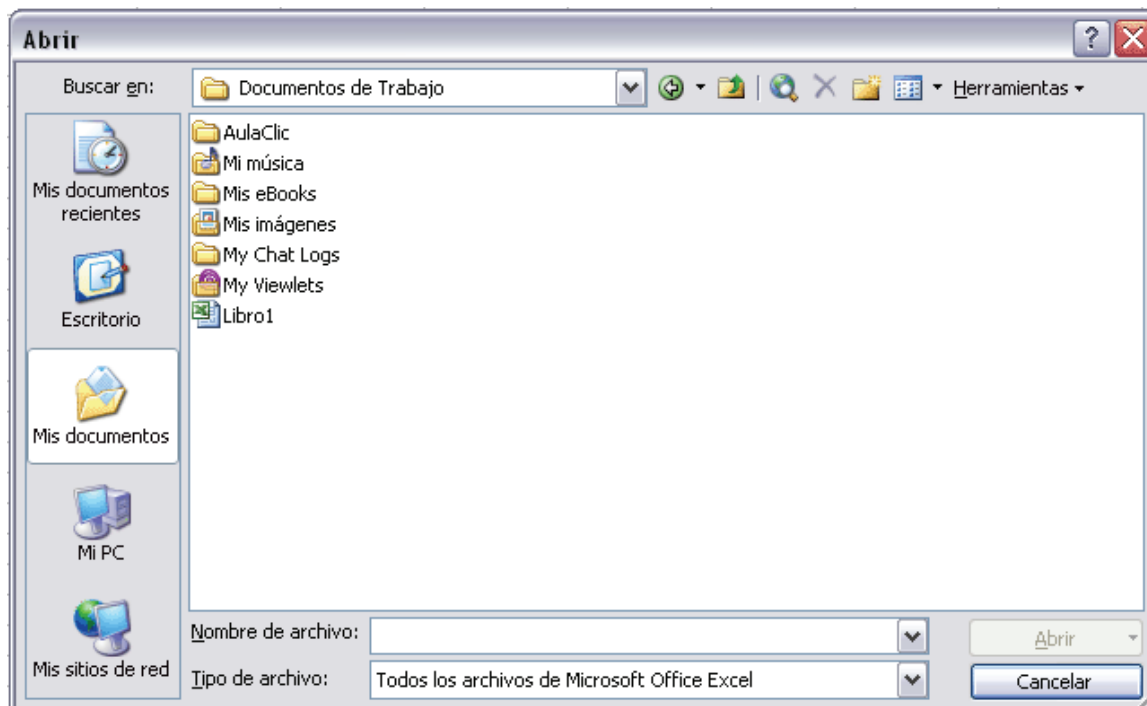 Abrir
?
Buscar en:
Documentos de Trabajo
Herramientas
Mis documentos
recientes
Escritorio
Mis documentos
Mi PC
Mis sitios de red
AulaClic
Mi música
Mis eBooks
Mis imágenes
My Chat Logs
My Viewlets
Libro1
Nombre de archivo:
Abrir
Tipo de archivo:
Todos los archivos de Microsoft Office Excel
Cancelar